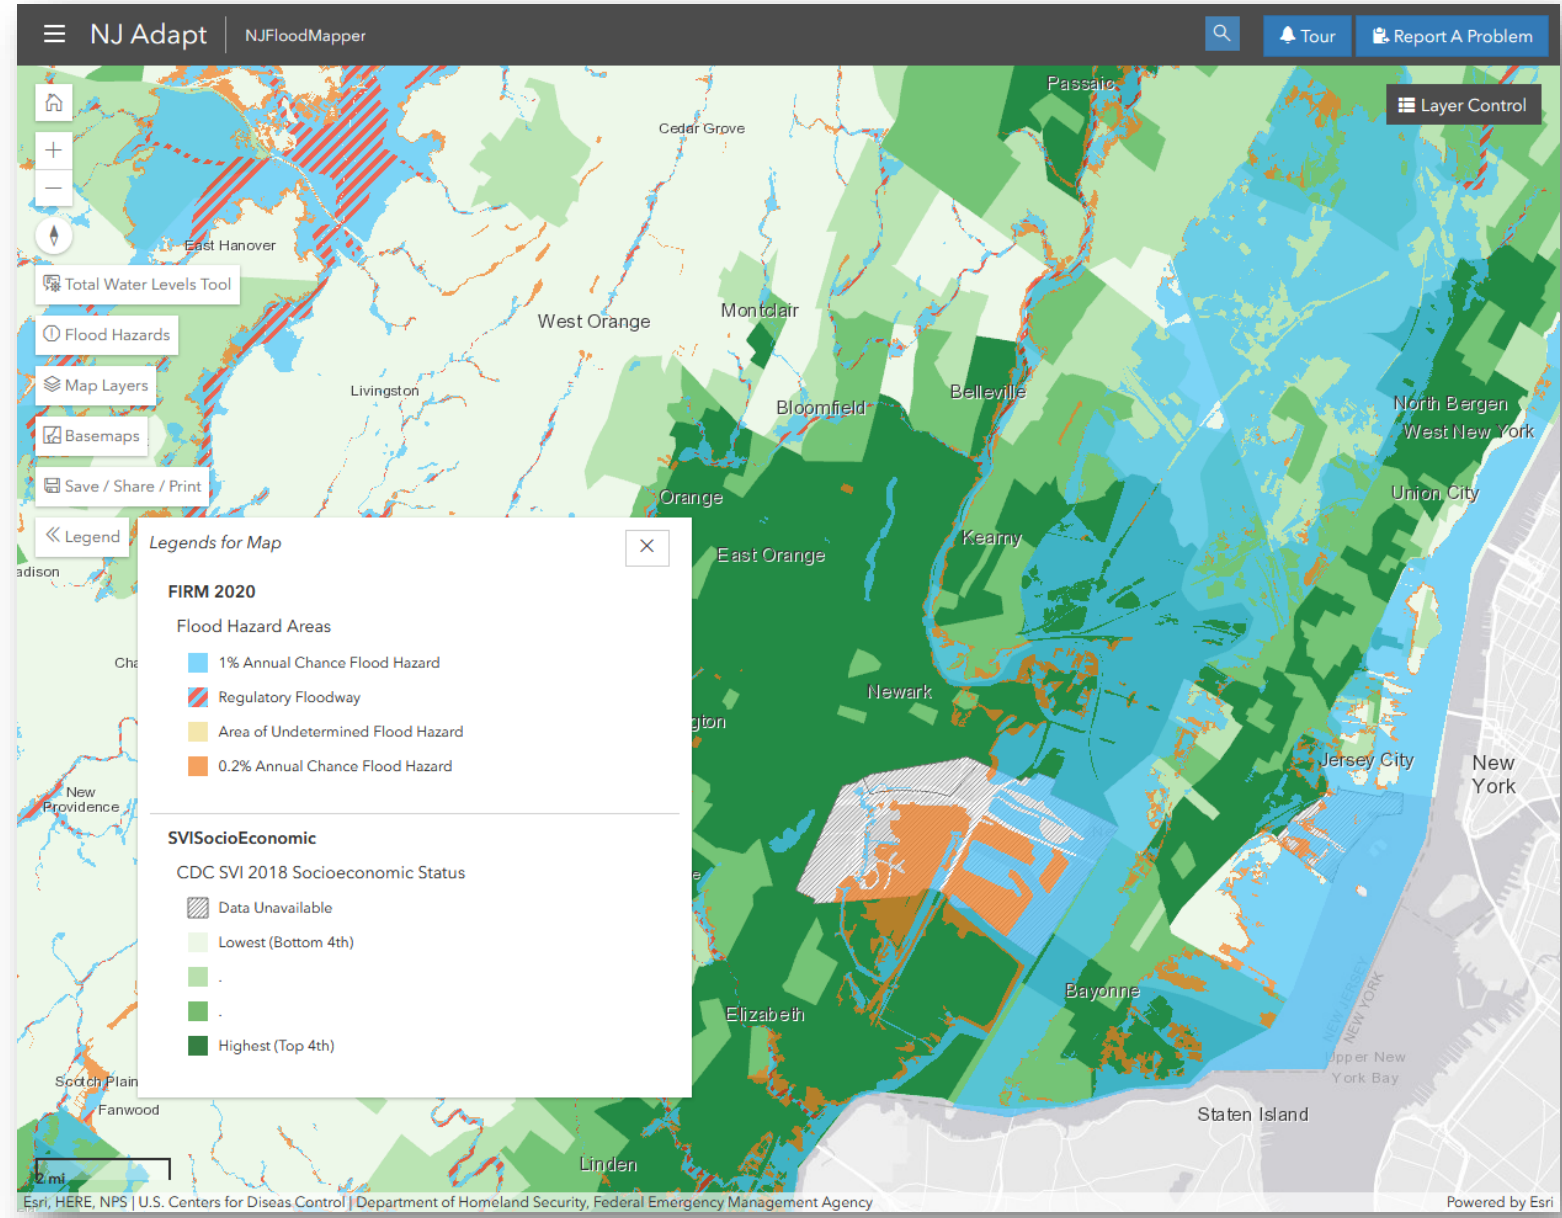 NJ Adapt
NJFloodMapper
Tour
Report A Problem
Layer Control
Passaic
Cedar Grove
East Hanover
Total Water Levels Tool
Flood Hazards
Map Layers
Basemaps
Save / Share / Print
Legend
West Orange
Montclair
Livingston
Bloomfield
Belleville
North Bergen
West New York
Union City
Orange
East Orange
Kearny
adison
Legends for Map
FIRM 2020
Flood Hazard Areas
1% Annual Chance Flood Hazard
Regulatory Floodway
Area of Undetermined Flood Hazard
0.2% Annual Chance Flood Hazard
SVISocioEconomic
CDC SVI 2018 Socioeconomic Status
Data Unavailable
Lowest (Bottom 4th)
.
.
Highest (Top 4th)
Cha
Newark
gton
Jersey City
New
York
New
Providence
e
Ne
Elizabeth
Bayonne
NEW JERSEY
NEW YORK
Upper New
York Bay
Scotch Plain
Fanwood
Staten Island
Linden
2 mi
Esri, HERE, NPS | U.S. Centers for Diseas Control | Department of Homeland Security, Federal Emergency Management Agency
Powered by Esri